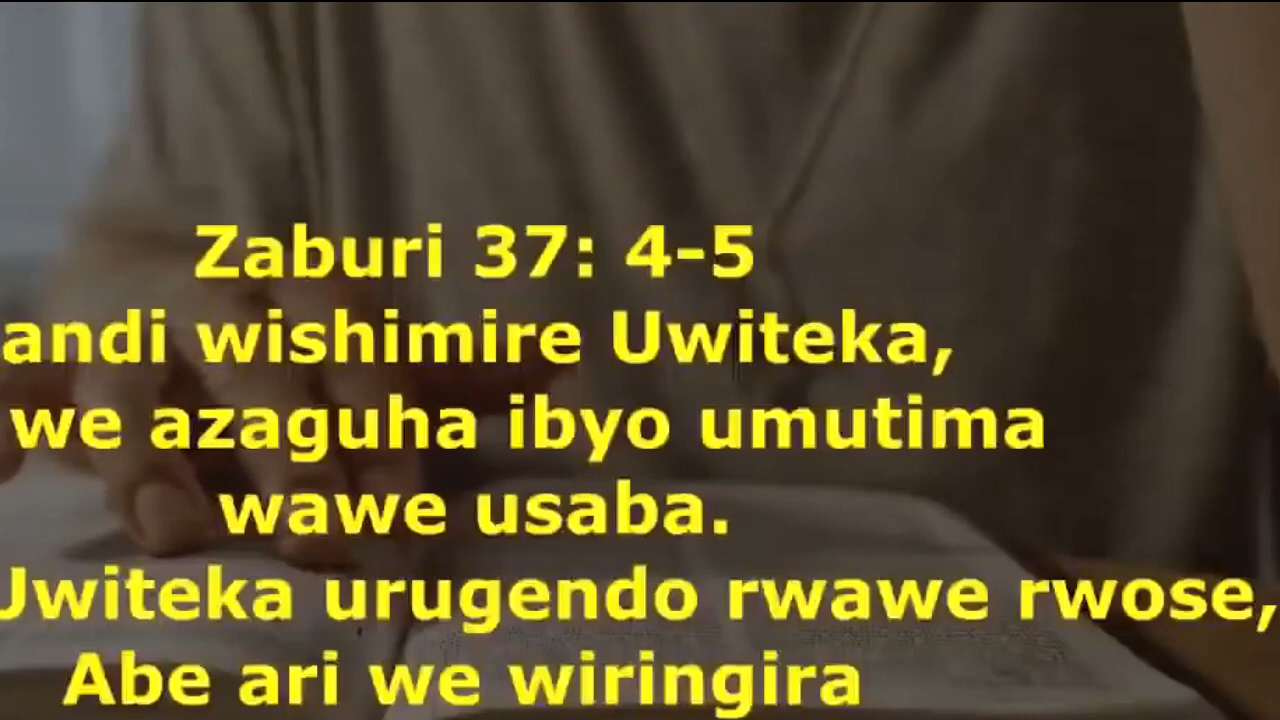 Zaburi 37: 4-5
andi wishimire Uwiteka,
we azaguha ibyo umutima
wawe usaba.
Uwiteka urugendo rwawe rwose,
Abe ari we wiringira